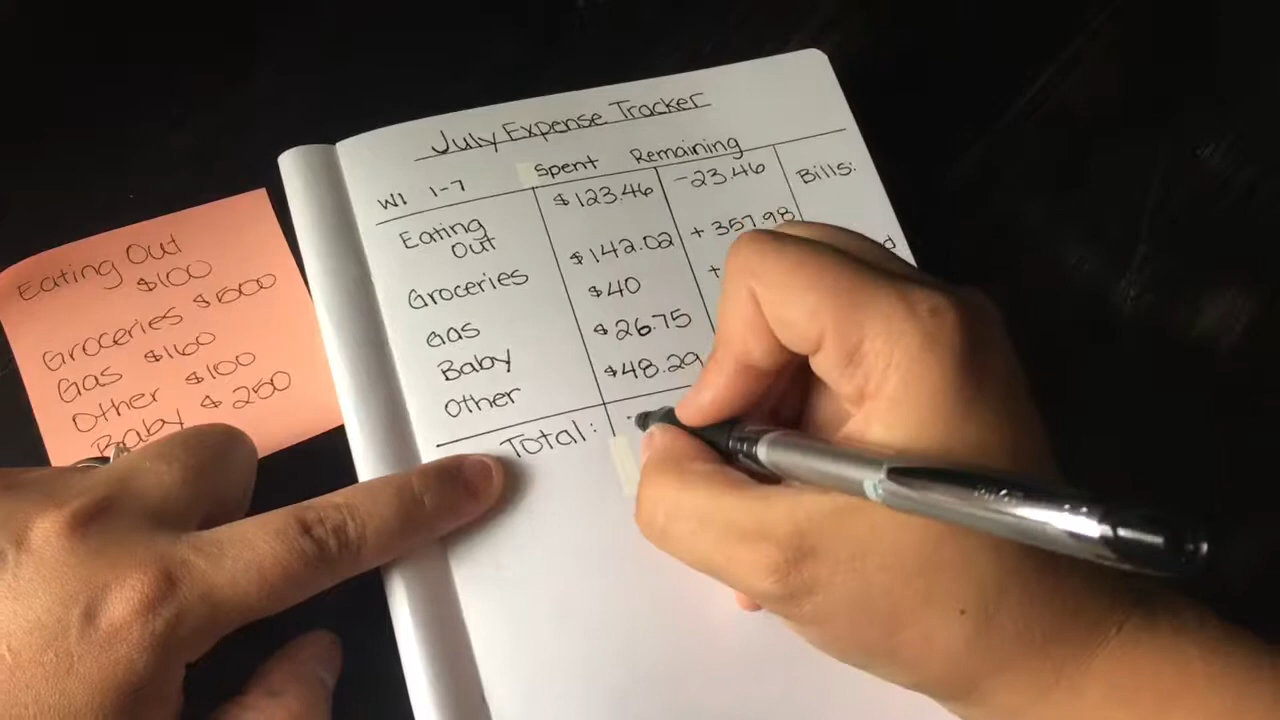 July Expense Tracker
W1 1-7 Spent Remaining Bills:
Eating Out $123.46 -23.46
Groceries $142.02 +357.98
Gas $40 +
Baby $26.75
Other $48.29
Total:
Eating Out
$100
Groceries $500
Gas $160
Other $100
Baby $250